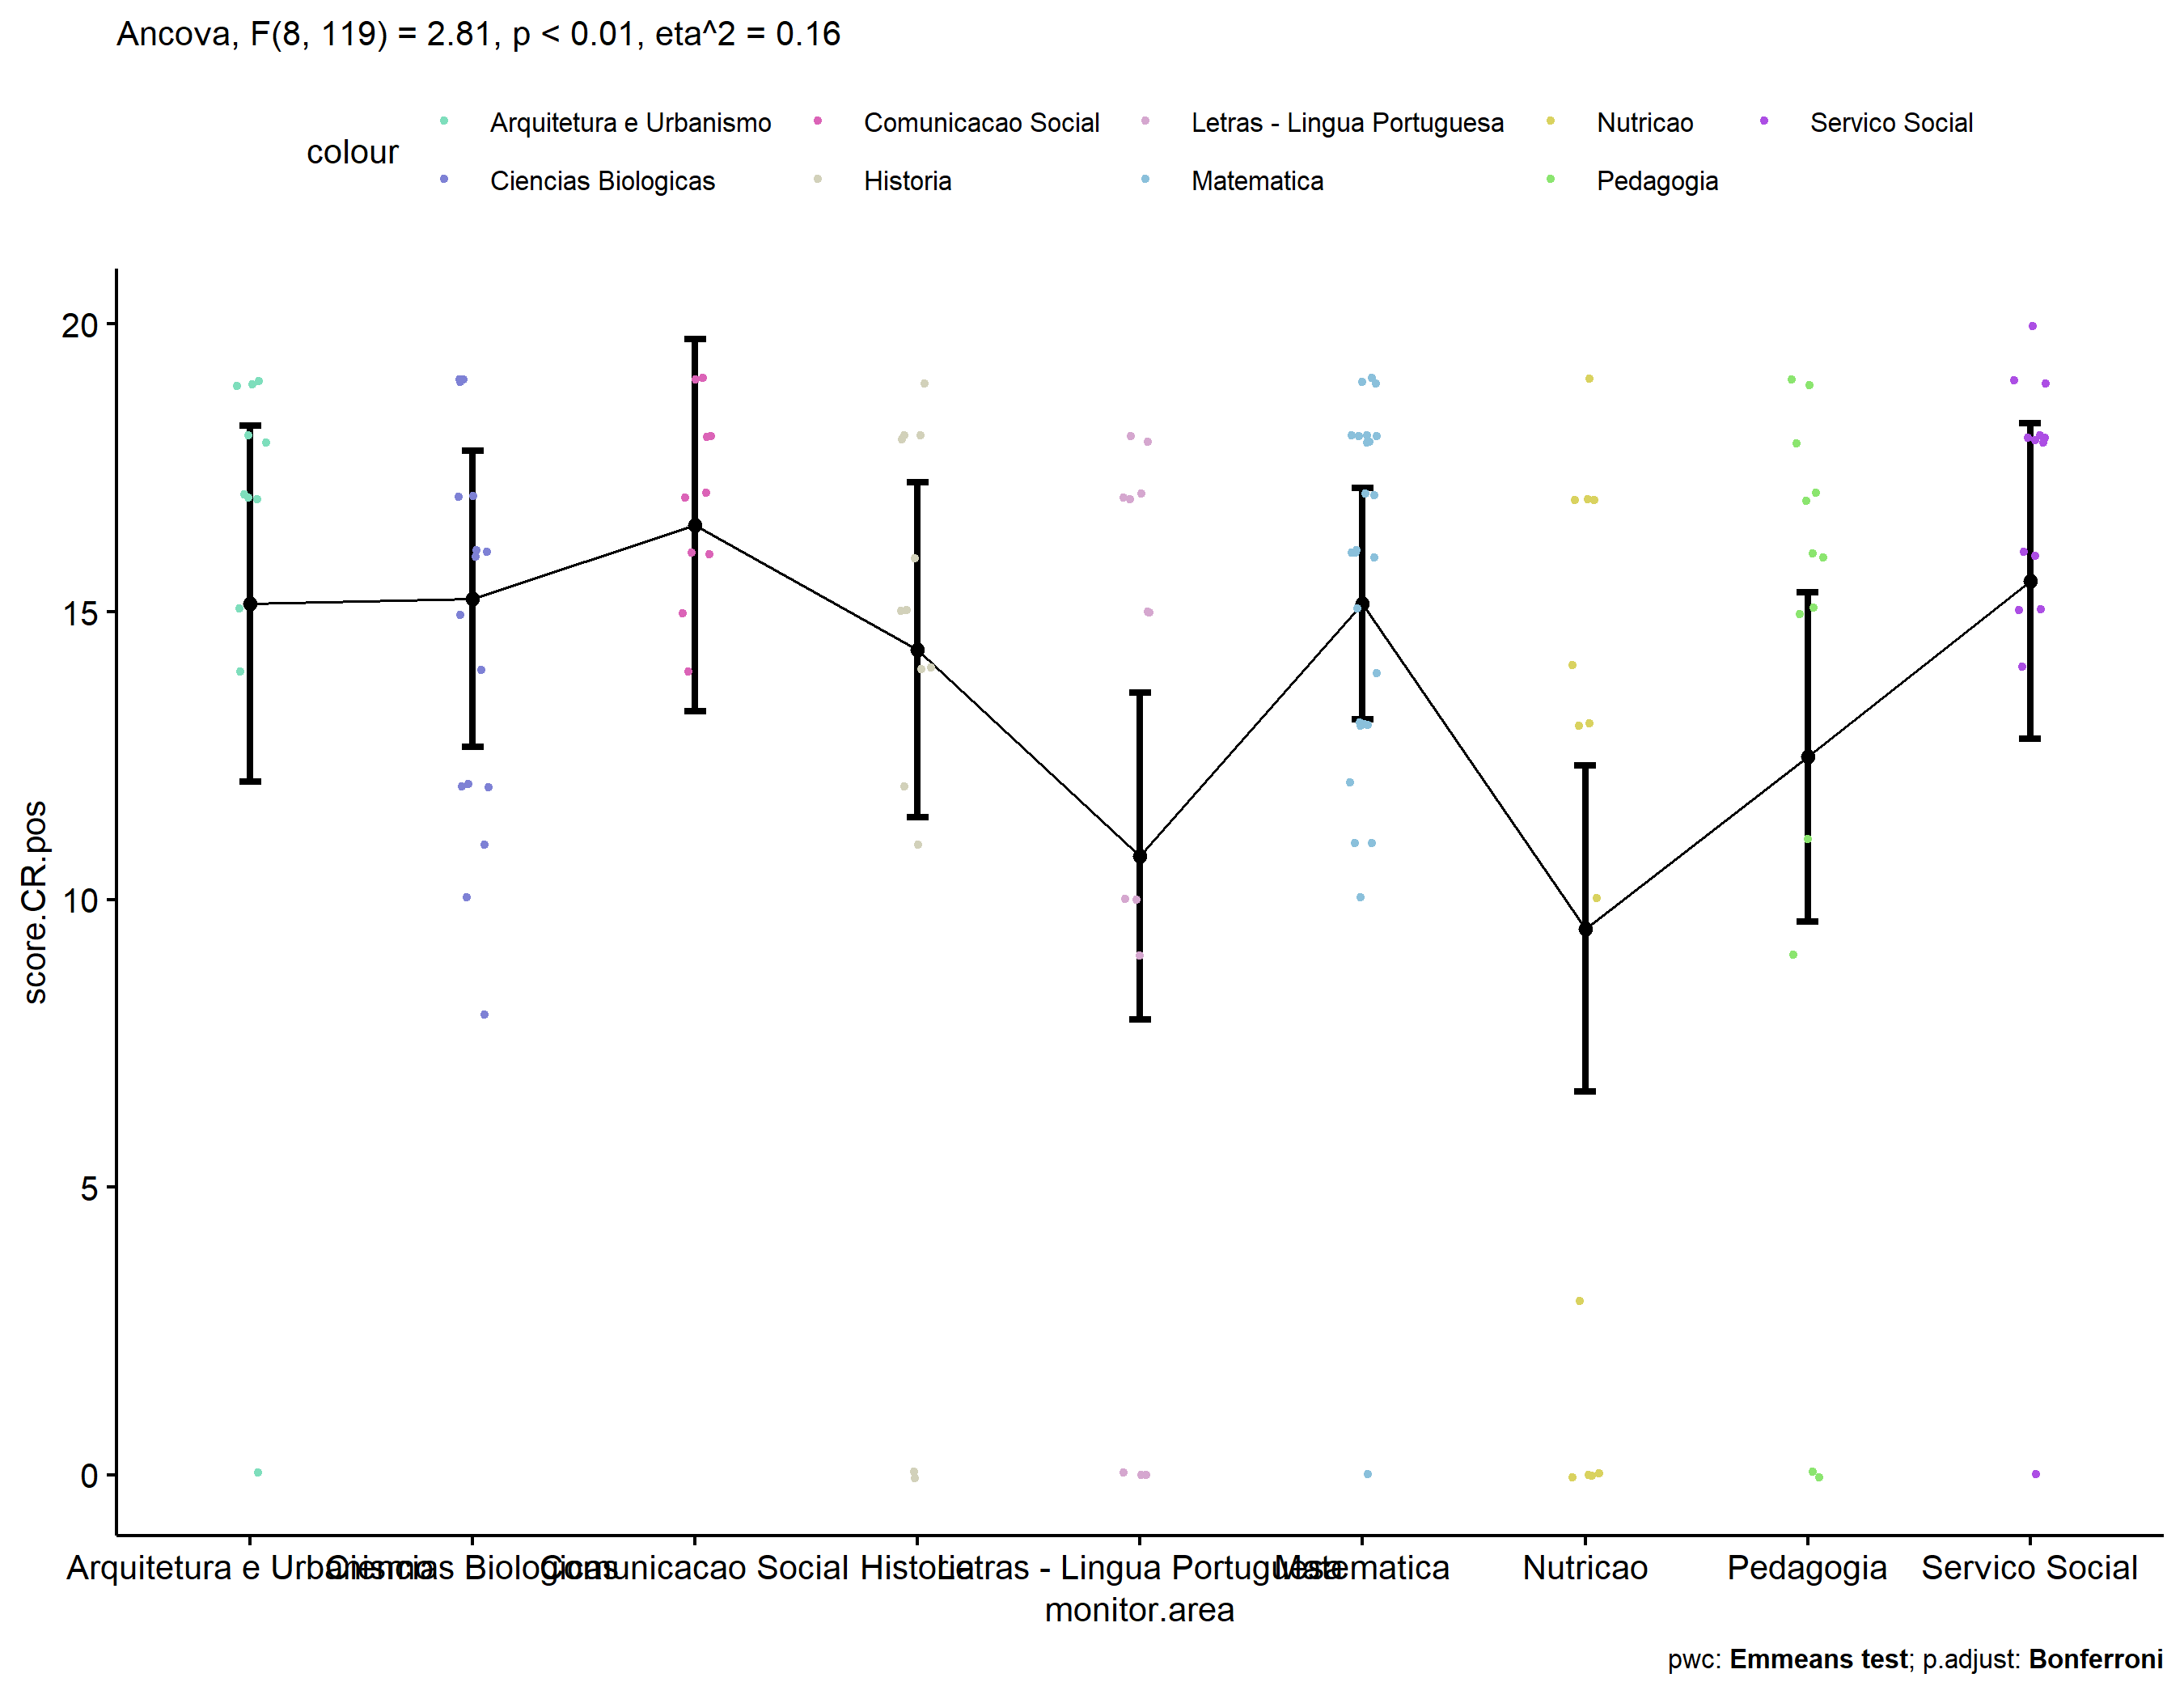 Ancova, F(8, 119) = 2.81, p < 0.01, eta^2 = 0.16
colour
Arquitetura e Urbanismo
Comunicacao Social
Letras - Lingua Portuguesa
Nutricao
Servico Social
Ciencias Biologicas
Historia
Matematica
Pedagogia
score.CR.pos
20
15
10
5
0
Arquitetura e Urbanismo
Ciencias Biologicas
Comunicacao Social
Historia
Letras - Lingua Portuguesa
Matematica
Nutricao
Pedagogia
Servico Social
monitor.area
pwc: Emmeans test; p.adjust: Bonferroni